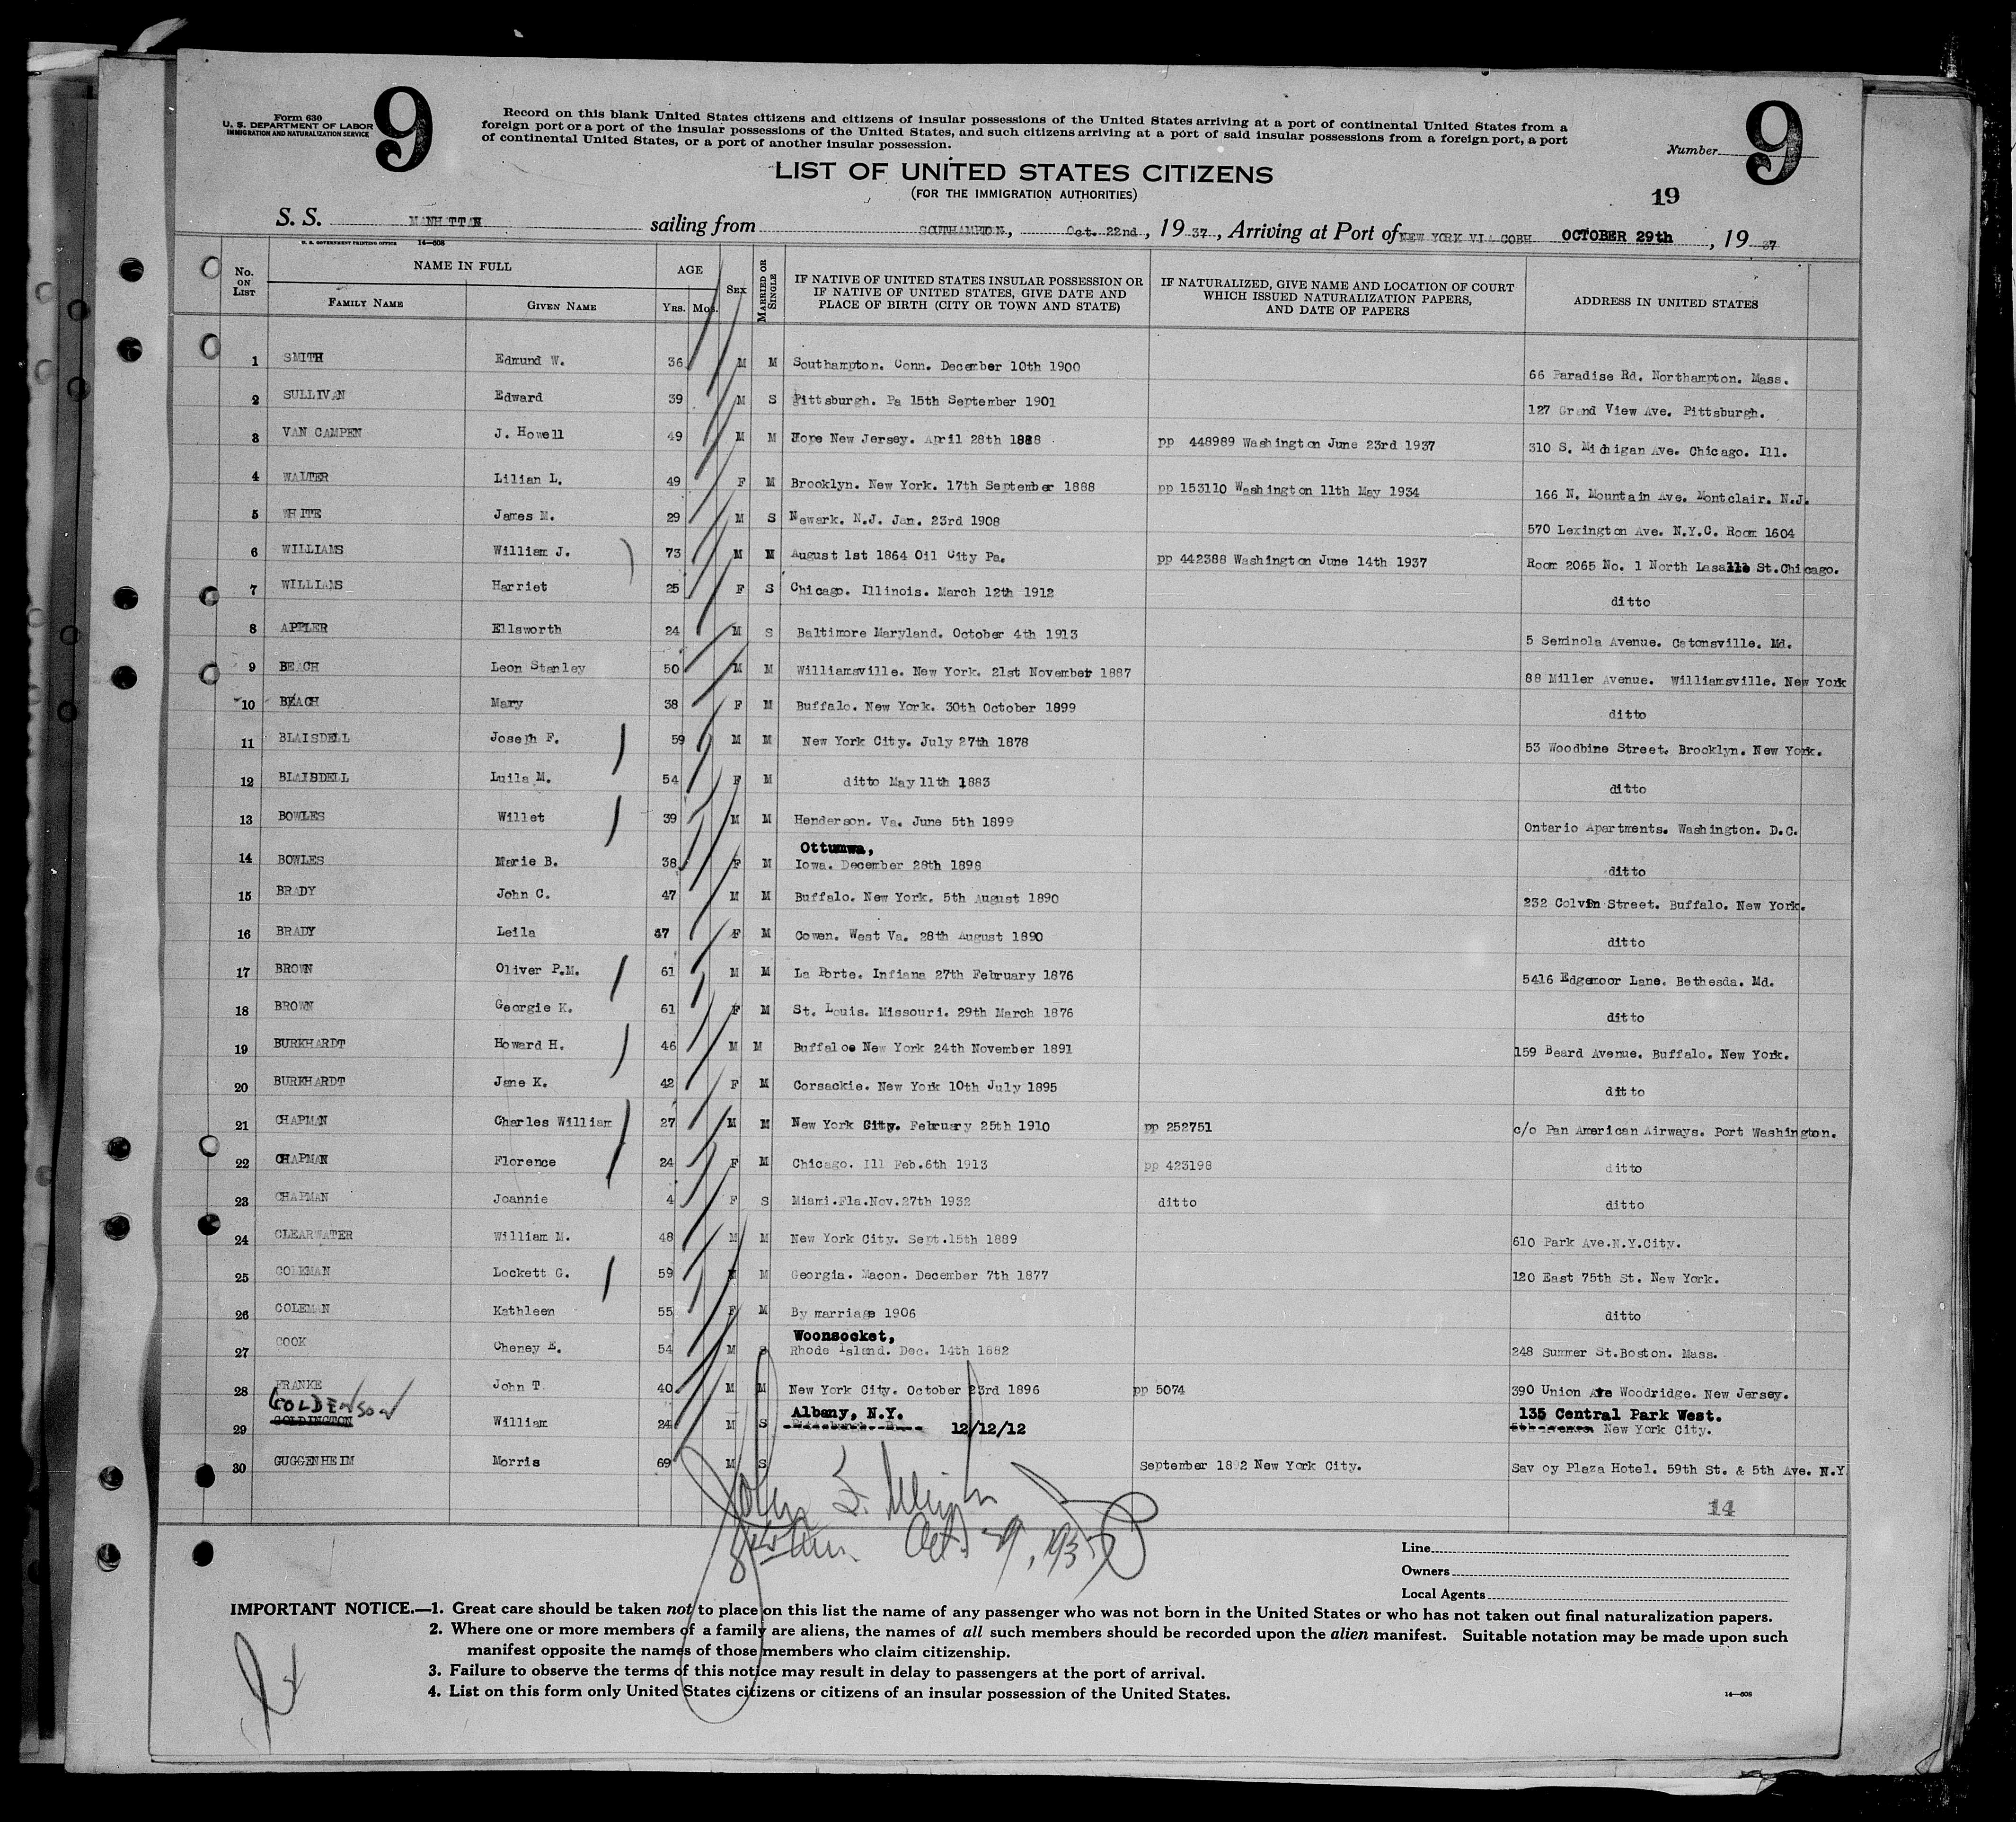 Form 630
U. S. DEPARTMENT OF LABOR
IMMIGRATION AND NATURALIZATION SERVICE
9
Record on this blank United States citizens and citizens of insular possessions of the United States arriving at a port of continental United States from a
foreign port or a port of the insular possessions of the United States, and such citizens arriving at a port of said insular possessions from a foreign port, a port
of continental United States, or a port of another insular possession.
Number 9
LIST OF UNITED STATES CITIZENS
(FOR THE IMMIGRATION AUTHORITIES)
19
S. S. MANHATTAN sailing from SOUTHAMPTON, Oct. 22nd, 1937, Arriving at Port of NEW YORK VIA COBH OCTOBER 29th, 1937
U. S. GOVERNMENT PRINTING OFFICE 14—608
No. ON LIST
NAME IN FULL
FAMILY NAME GIVEN NAME
AGE
YRS. MOS.
SEX
MARRIED OR SINGLE
IF NATIVE OF UNITED STATES INSULAR POSSESSION OR
IF NATIVE OF UNITED STATES, GIVE DATE AND
PLACE OF BIRTH (CITY OR TOWN AND STATE)
IF NATURALIZED, GIVE NAME AND LOCATION OF COURT
WHICH ISSUED NATURALIZATION PAPERS,
AND DATE OF PAPERS
ADDRESS IN UNITED STATES
1 SMITH Edmund W. 36 M M Southampton. Conn. December 10th 1900 66 Paradise Rd. Northampton. Mass.
2 SULLIVAN Edward 39 M S Pittsburgh. Pa 15th September 1901 127 Grand View Ave. Pittsburgh.
3 VAN CAMPEN J. Howell 49 M M Hope New Jersey. April 28th 1888 pp 448989 Washington June 23rd 1937 310 S. Michigan Ave. Chicago. Ill.
4 WALTER Lilian L. 49 F M Brooklyn. New York. 17th September 1888 pp 153110 Washington 11th May 1934 166 N. Mountain Ave. Montclair. N.J.
5 WHITE James M. 29 M S Newark. N.J. Jan. 23rd 1908 570 Lexington Ave. N.Y.C. Room 1604
6 WILLIAMS William J. 73 M M August 1st 1864 Oil City Pa. pp 442388 Washington June 14th 1937 Room 2065 No. 1 North Lasalle St.Chicago.
7 WILLIAMS Harriet 25 F S Chicago. Illinois. March 12th 1912 ditto
8 APPLER Ellsworth 24 M S Baltimore Maryland. October 4th 1913 5 Seminola Avenue. Catonsville. Md.
9 BEACH Leon Stanley 50 M M Williamsville. New York. 21st November 1887 88 Miller Avenue. Williamsville. New York
10 BEACH Mary 38 F M Buffalo. New York. 30th October 1899 ditto
11 BLAISDELL Joseph F. 59 M M New York City. July 27th 1878 53 Woodbine Street. Brooklyn. New York.
12 BLAISDELL Luila M. 54 F M ditto May 11th 1883 ditto
13 BOWLES Willet 39 M M Henderson. Va. June 5th 1899 Ontario Apartments. Washington. D.C.
14 BOWLES Marie B. 38 F M Ottumwa, Iowa. December 28th 1898 ditto
15 BRADY John C. 47 M M Buffalo. New York. 5th August 1890 232 Colvin Street. Buffalo. New York.
16 BRADY Leila 47 F M Cowen. West Va. 28th August 1890 ditto
17 BROWN Oliver P.M. 61 M M La Porte. Infiana 27th February 1876 5416 Edgemoor Lane. Bethesda. Md.
18 BROWN Georgie K. 61 F M St. Louis. Missouri. 29th March 1876 ditto
19 BURKHARDT Howard H. 46 M M Buffaloe New York 24th November 1891 159 Beard Avenue. Buffalo. New York.
20 BURKHARDT Jane K. 42 F M Corsackie. New York 10th July 1895 ditto
21 CHAPMAN Charles William 27 M M New York City. February 25th 1910 pp 252751 c/o Pan American Airways. Port Washington.
22 CHAPMAN Florence 24 F M Chicago. Ill Feb.6th 1913 pp 423198 ditto
23 CHAPMAN Joannie 4 F S Miami.Fla.Nov.27th 1932 ditto ditto
24 CLEARWATER William M. 48 M M New York City. Sept.15th 1889 610 Park Ave.N.Y.City.
25 COLEMAN Lockett G. 59 M M Georgia. Macon. December 7th 1877 120 East 75th St. New York.
26 COLEMAN Kathleen 55 F M By marriage 1906 ditto
27 COOK Cheney E. 54 M S Woonsocket, Rhode Island. Dec. 14th 1882 248 Summer St.Boston. Mass.
28 FRANKE John T 40 M M New York City. October 23rd 1896 pp 5074 390 Union Ave Woodridge. New Jersey.
29 GOLDENSON GOLDINGTON William 24 M S Albany, N.Y. 12/12/12 135 Central Park West. New York City.
30 GUGGENHEIM Morris 69 M S September 1892 New York City. Savoy Plaza Hotel. 59th St. & 5th Ave. N.Y.
14
Line
Owners
Local Agents
IMPORTANT NOTICE.—1. Great care should be taken not to place on this list the name of any passenger who was not born in the United States or who has not taken out final naturalization papers.
2. Where one or more members of a family are aliens, the names of all such members should be recorded upon the alien manifest. Suitable notation may be made upon such
manifest opposite the names of those members who claim citizenship.
3. Failure to observe the terms of this notice may result in delay to passengers at the port of arrival.
4. List on this form only United States citizens or citizens of an insular possession of the United States.
14—608